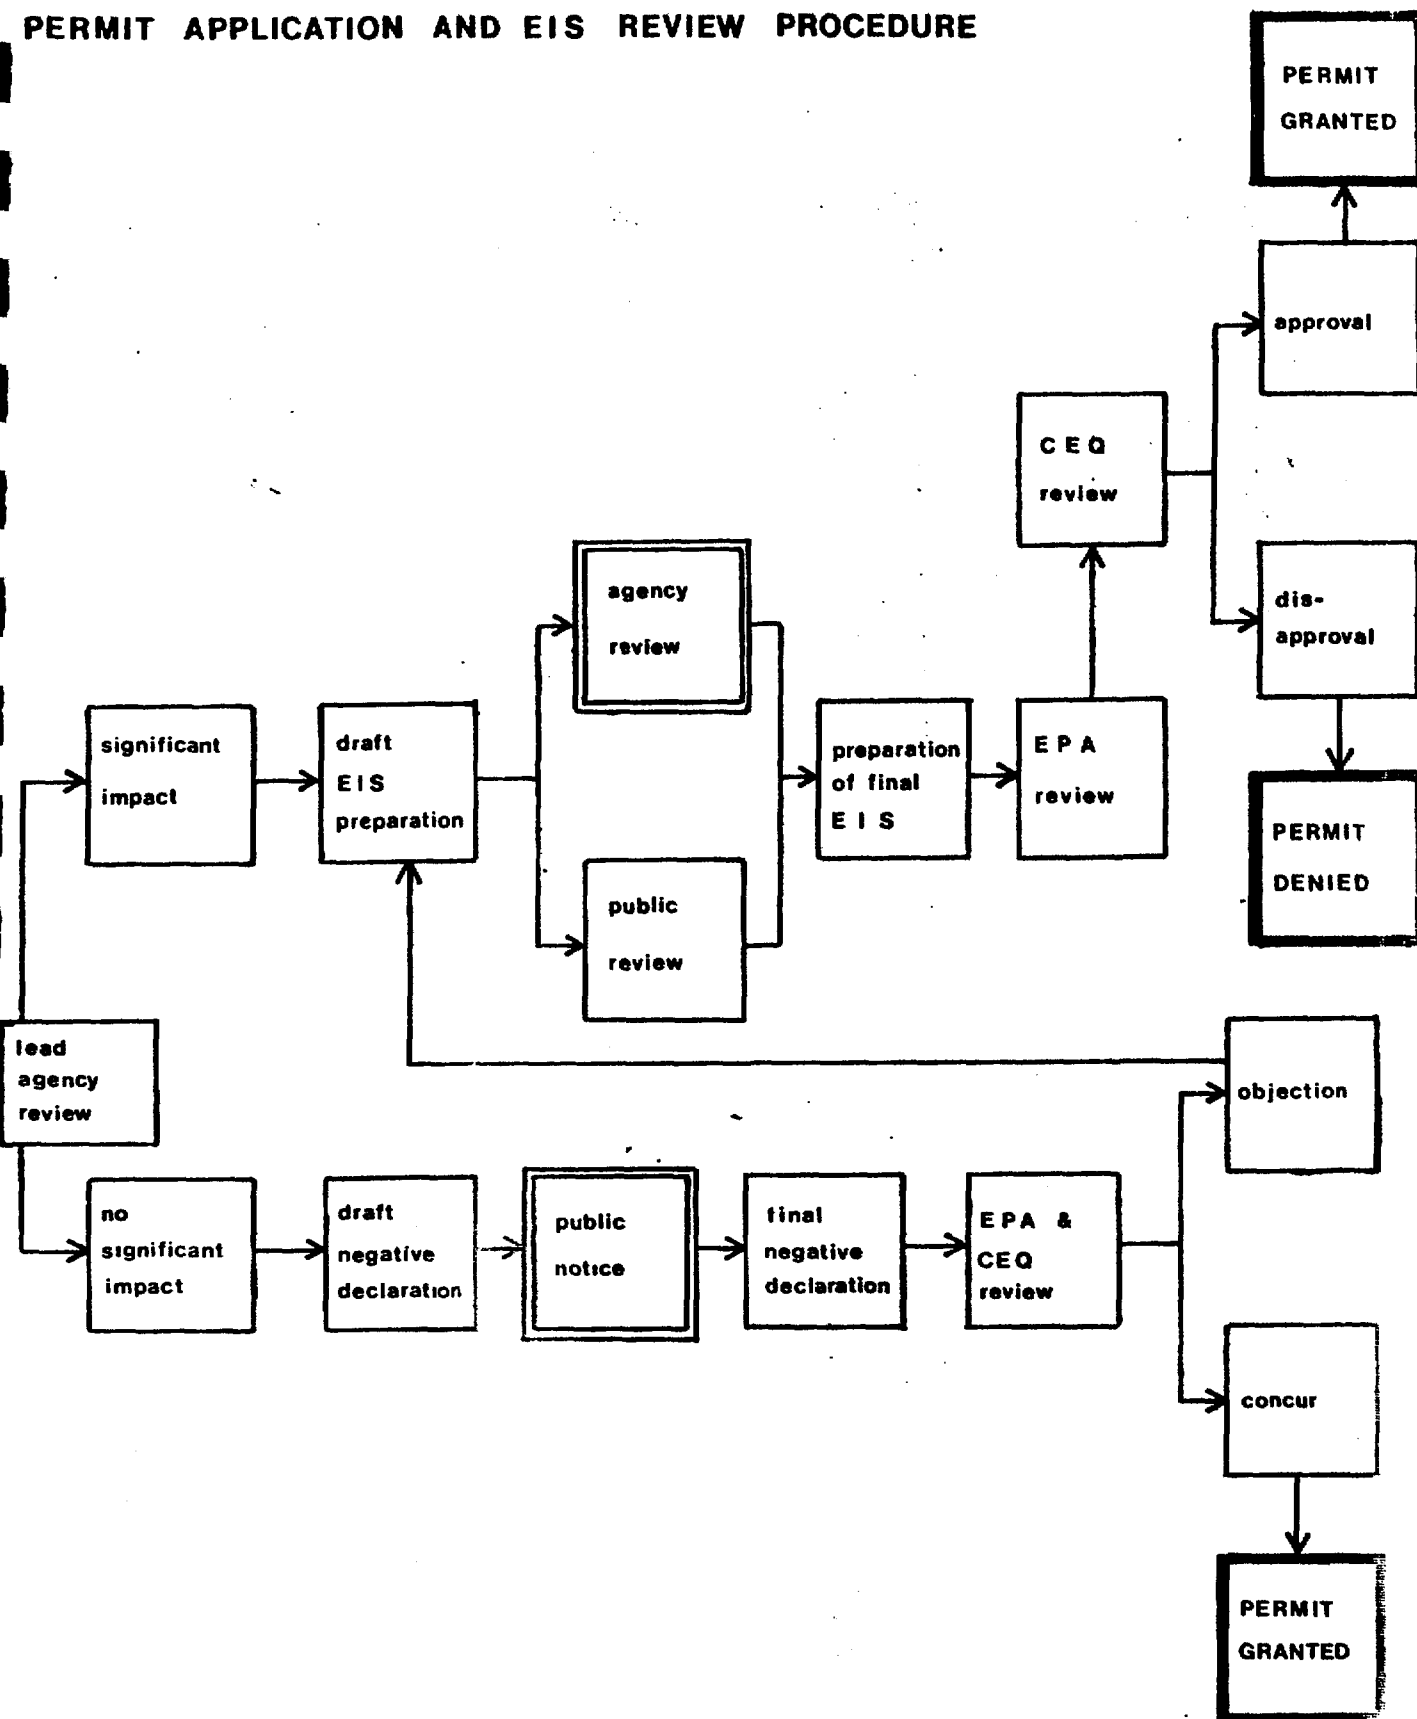 PERMIT APPLICATION AND EIS REVIEW PROCEDURE
PERMIT
GRANTED
approval
CEQ
review
dis-
approval
PERMIT
DENIED
agency
review
significant
impact
draft
EIS
preparation
public
review
preparation
of final
EIS
EPA
review
lead
agency
review
objection
no
significant
impact
draft
negative
declaration
public
notice
final
negative
declaration
EPA &
CEQ
review
concur
PERMIT
GRANTED